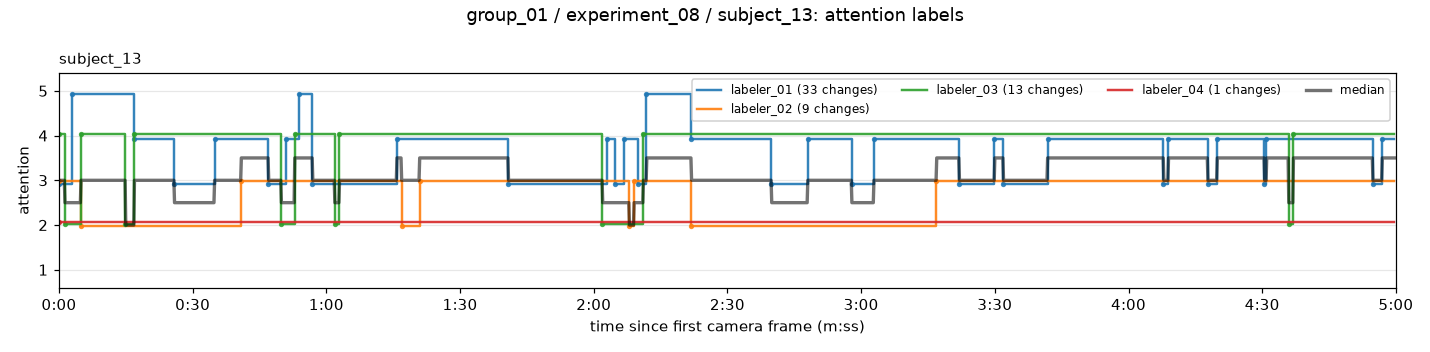 group_01 / experiment_08 / subject_13: attention labels
subject_13
labeler_01 (33 changes)
labeler_02 (9 changes)
labeler_03 (13 changes)
labeler_04 (1 changes)
median
attention
5
4
3
2
1
0:00 0:30 1:00 1:30 2:00 2:30 3:00 3:30 4:00 4:30 5:00
time since first camera frame (m:ss)